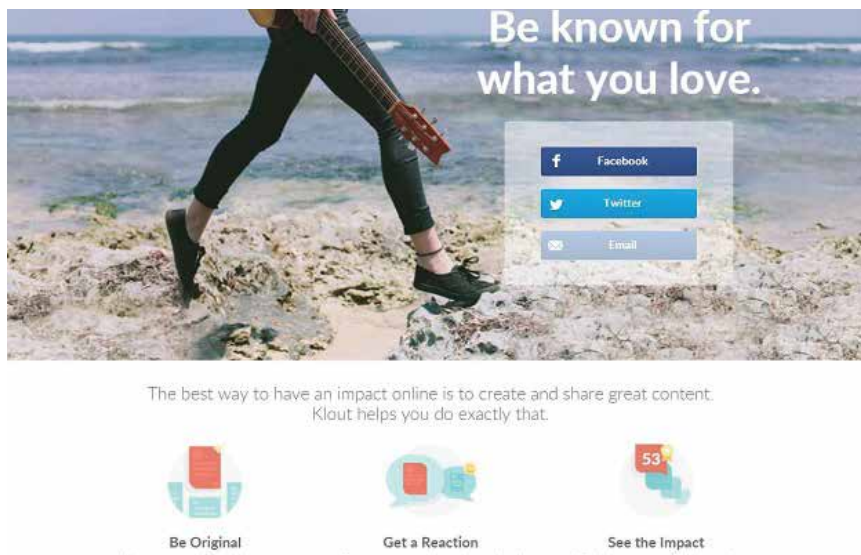 Be known for
what you love.
Facebook
Twitter
Email
The best way to have an impact online is to create and share great content.
Klout helps you do exactly that.
53
Be Original
Get a Reaction
See the Impact